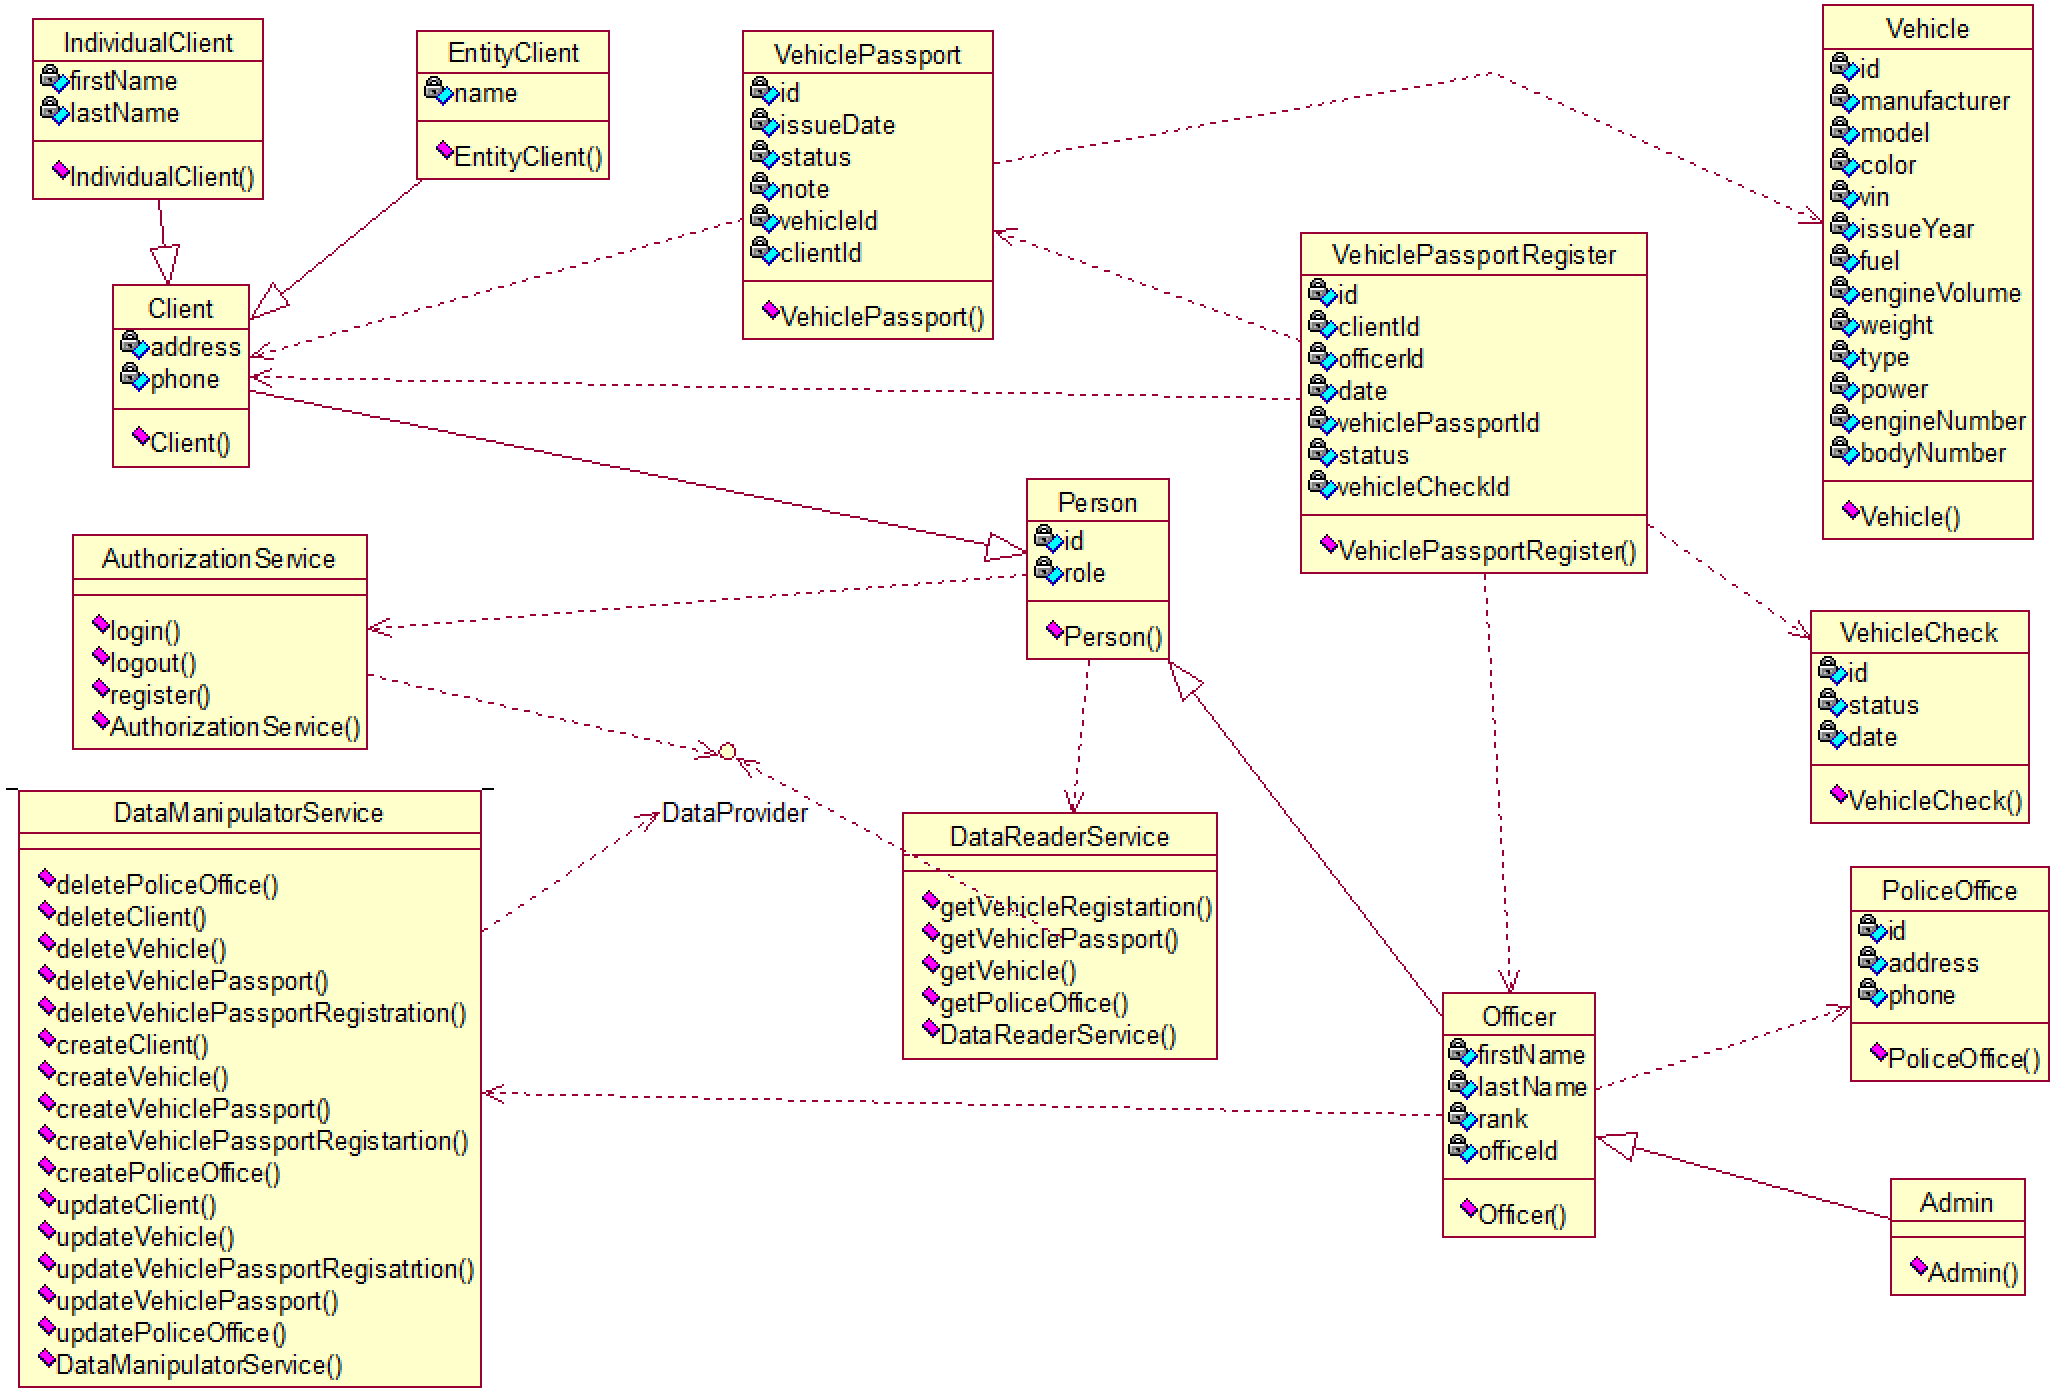 IndividualClient
firstName
lastName
IndividualClient()
EntityClient
name
EntityClient()
VehiclePassport
id
issueDate
status
note
vehicleId
clientId
VehiclePassport()
Vehicle
id
manufacturer
model
color
vin
issueYear
fuel
engineVolume
weight
type
power
engineNumber
bodyNumber
Vehicle()
VehiclePassportRegister
id
clientId
officerId
date
vehiclePassportId
status
vehicleCheckId
VehiclePassportRegister()
Client
address
phone
Client()
Person
id
role
Person()
AuthorizationService
login()
logout()
register()
AuthorizationService()
VehicleCheck
id
status
date
VehicleCheck()
DataManipulatorService
deletePoliceOffice()
deleteClient()
deleteVehicle()
deleteVehiclePassport()
deleteVehiclePassportRegistration()
createClient()
createVehicle()
createVehiclePassport()
createVehiclePassportRegistartion()
createPoliceOffice()
updateClient()
updateVehicle()
updateVehiclePassportRegisatrtion()
updateVehiclePassport()
updatePoliceOffice()
DataManipulatorService()
DataProvider
DataReaderService
getVehicleRegistartion()
getVehiclePassport()
getVehicle()
getPoliceOffice()
DataReaderService()
PoliceOffice
id
address
phone
PoliceOffice()
Officer
firstName
lastName
rank
officeId
Officer()
Admin
Admin()